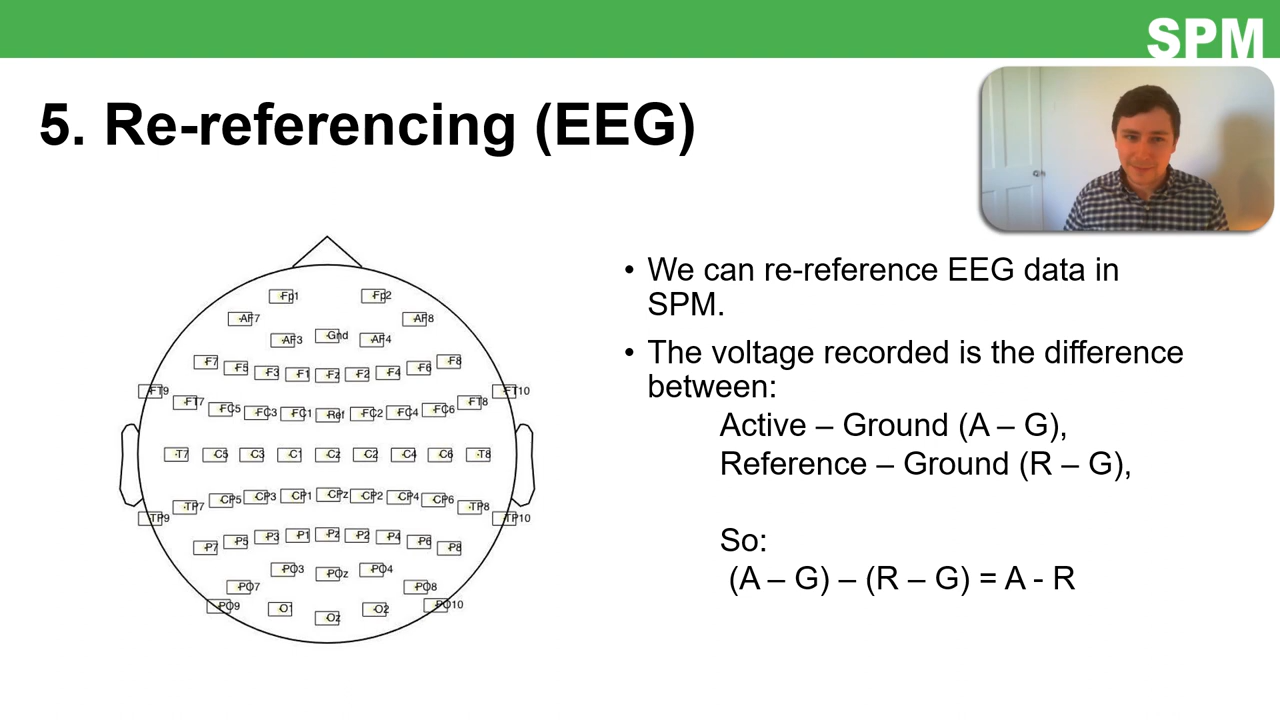 SPM
5. Re-referencing (EEG)
Fp1 Fp2
AF7 AF8
AF3 Gnd AF4
F7 F5 F3 F1 Fz F2 F4 F6 F8
FT9 FT10
FT7 FC5 FC3 FC1 Ref FC2 FC4 FC6 FT8
T7 C5 C3 C1 Cz C2 C4 C6 T8
TP7 CP5 CP3 CP1 CPz CP2 CP4 CP6 TP8
TP9 TP10
P7 P5 P3 P1 Pz P2 P4 P6 P8
PO3 POz PO4
PO7 PO8
PO9 O1 O2 PO10
Oz
• We can re-reference EEG data in
SPM.
• The voltage recorded is the difference
between:
Active – Ground (A – G),
Reference – Ground (R – G),
So:
(A – G) – (R – G) = A - R